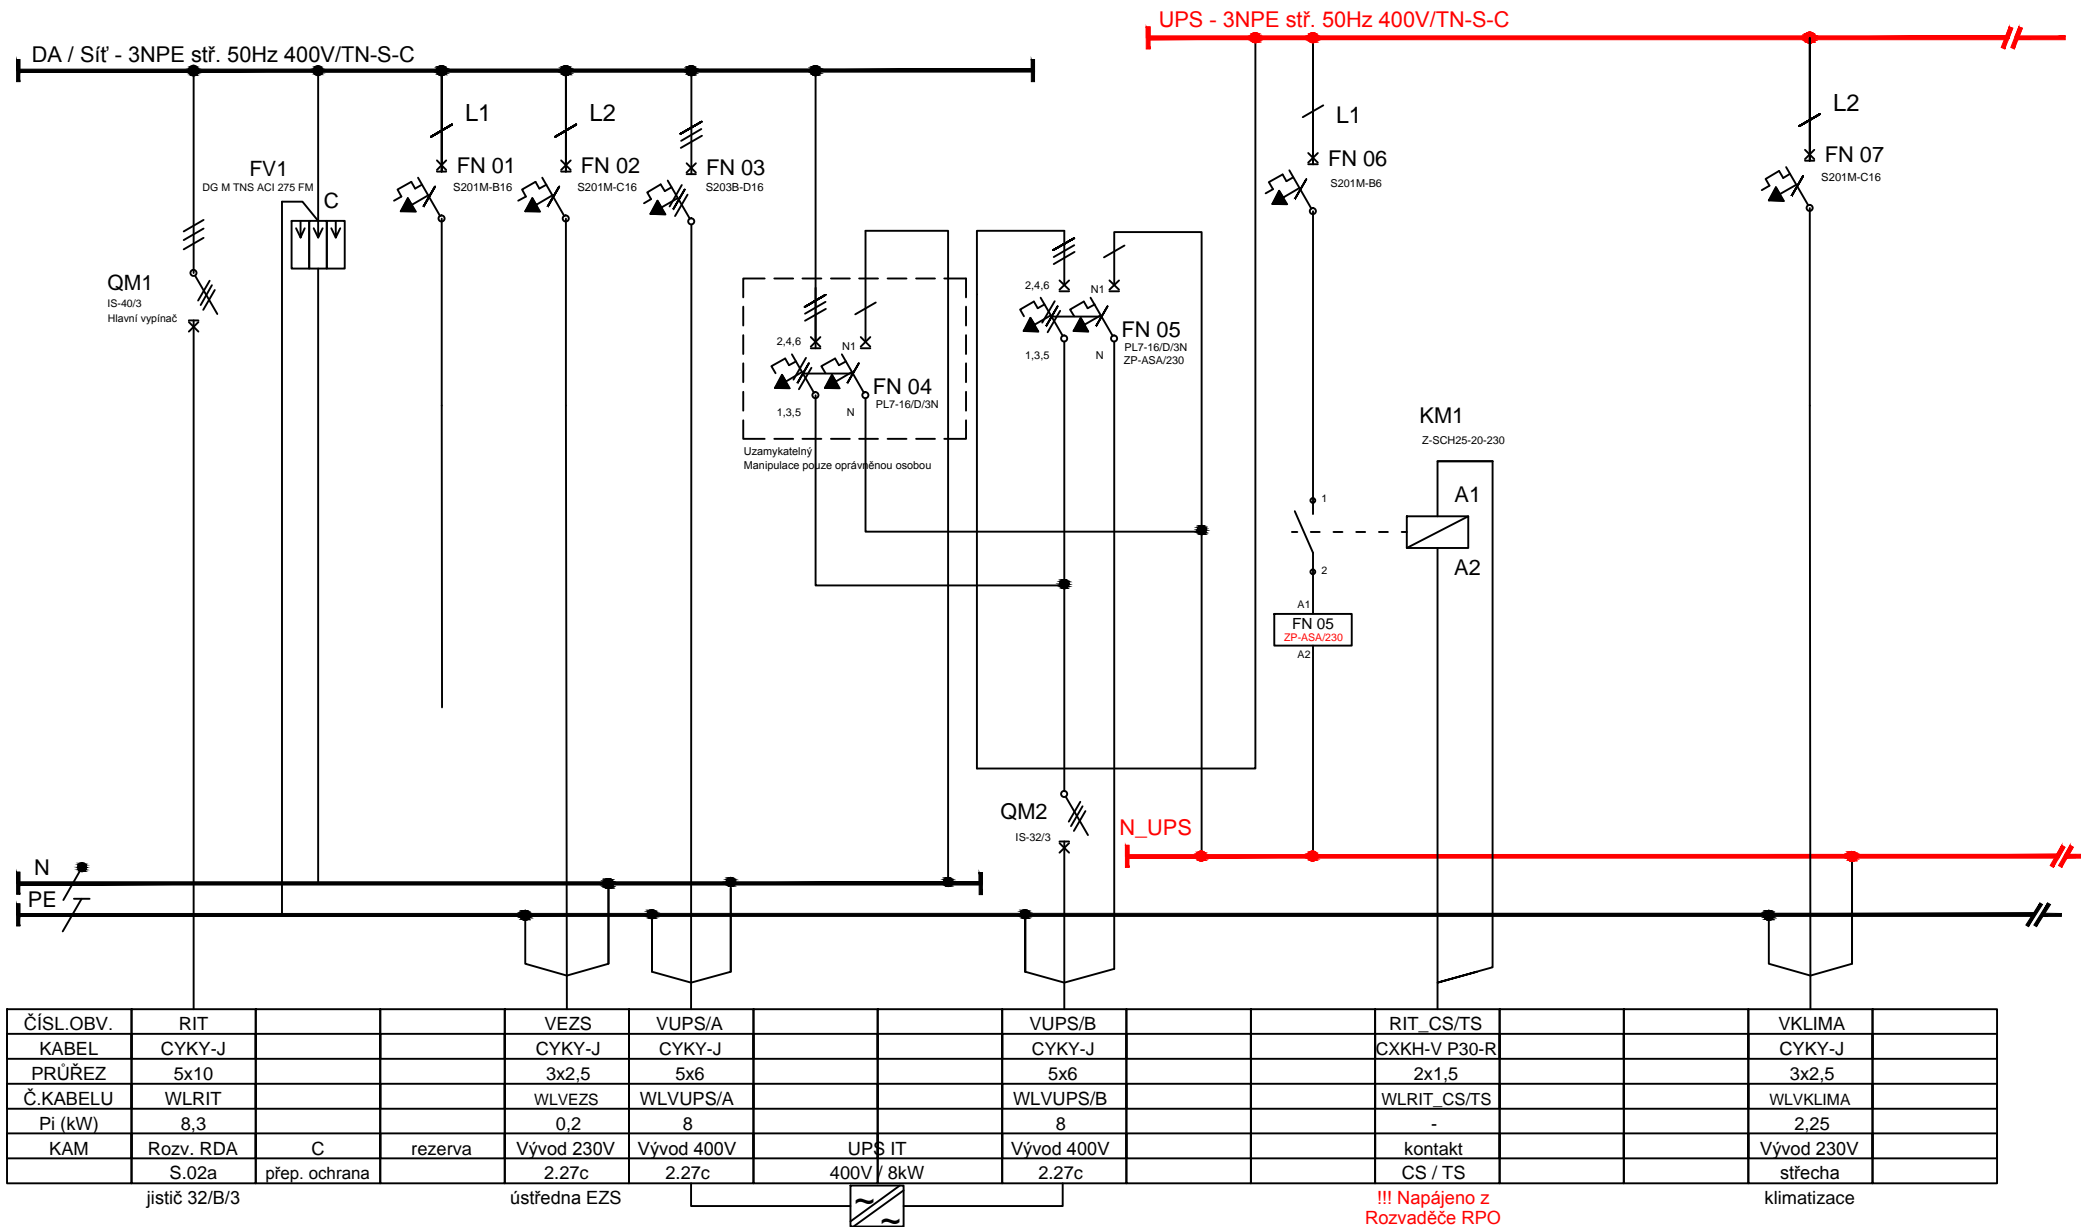 UPS - 3NPE stř. 50Hz 400V/TN-S-C
DA / Síť - 3NPE stř. 50Hz 400V/TN-S-C
L1
L2
L1
L2
FV1
DG M TNS ACI 275 FM
C
FN 01
S201M-B16
FN 02
S201M-C16
FN 03
S203B-D16
FN 06
S201M-B6
FN 07
S201M-C16
QM1
IS-40/3
Hlavní vypínač
2,4,6
N1
FN 04
PL7-16/D/3N
1,3,5
N
Uzamykatelný
Manipulace pouze oprávněnou osobou
2,4,6
N1
FN 05
PL7-16/D/3N
ZP-ASA/230
1,3,5
N
KM1
Z-SCH25-20-230
A1
A2
1
2
A1
FN 05
ZP-ASA/230
A2
QM2
IS-32/3
N_UPS
N
PE
ČÍSL.OBV. RIT VEZS VUPS/A VUPS/B RIT_CS/TS VKLIMA
KABEL CYKY-J CYKY-J CYKY-J CYKY-J CXKH-V P30-R CYKY-J
PRŮŘEZ 5x10 3x2,5 5x6 5x6 2x1,5 3x2,5
Č.KABELU WLRIT WLVEZS WLVUPS/A WLVUPS/B WLRIT_CS/TS WLVKLIMA
Pi (kW) 8,3 0,2 8 8 - 2,25
KAM Rozv. RDA C rezerva Vývod 230V Vývod 400V UPS IT Vývod 400V kontakt Vývod 230V
S.02a přep. ochrana 2.27c 2.27c 400V / 8kW 2.27c CS / TS střecha
jistič 32/B/3 ústředna EZS !!! Napájeno z klimatizace
Rozvaděče RPO